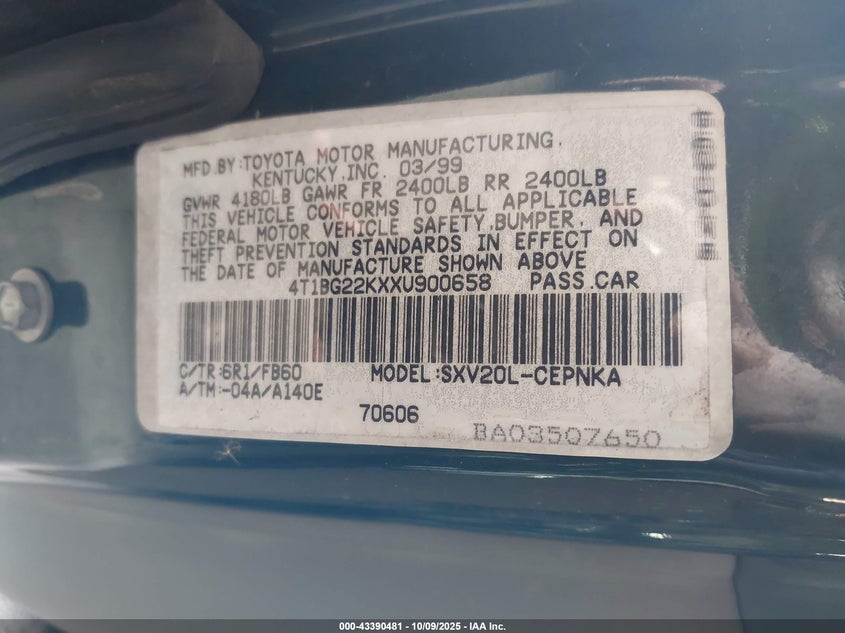 MFD.BY:TOYOTA MOTOR MANUFACTURING,
KENTUCKY,INC. 03/99
GVWR 4180LB GAWR FR 2400LB RR 2400LB
THIS VEHICLE CONFORMS TO ALL APPLICABLE
FEDERAL MOTOR VEHICLE SAFETY,BUMPER, AND
THEFT PREVENTION STANDARDS IN EFFECT ON
THE DATE OF MANUFACTURE SHOWN ABOVE
4T1BG22KXXU900658 PASS.CAR
C/TR:6R1/FB60 MODEL:SXV20L-CEPNKA
A/TM:-04A/A140E
70606
BA03507650
000-43390481 - 10/09/2025 - IAA Inc.